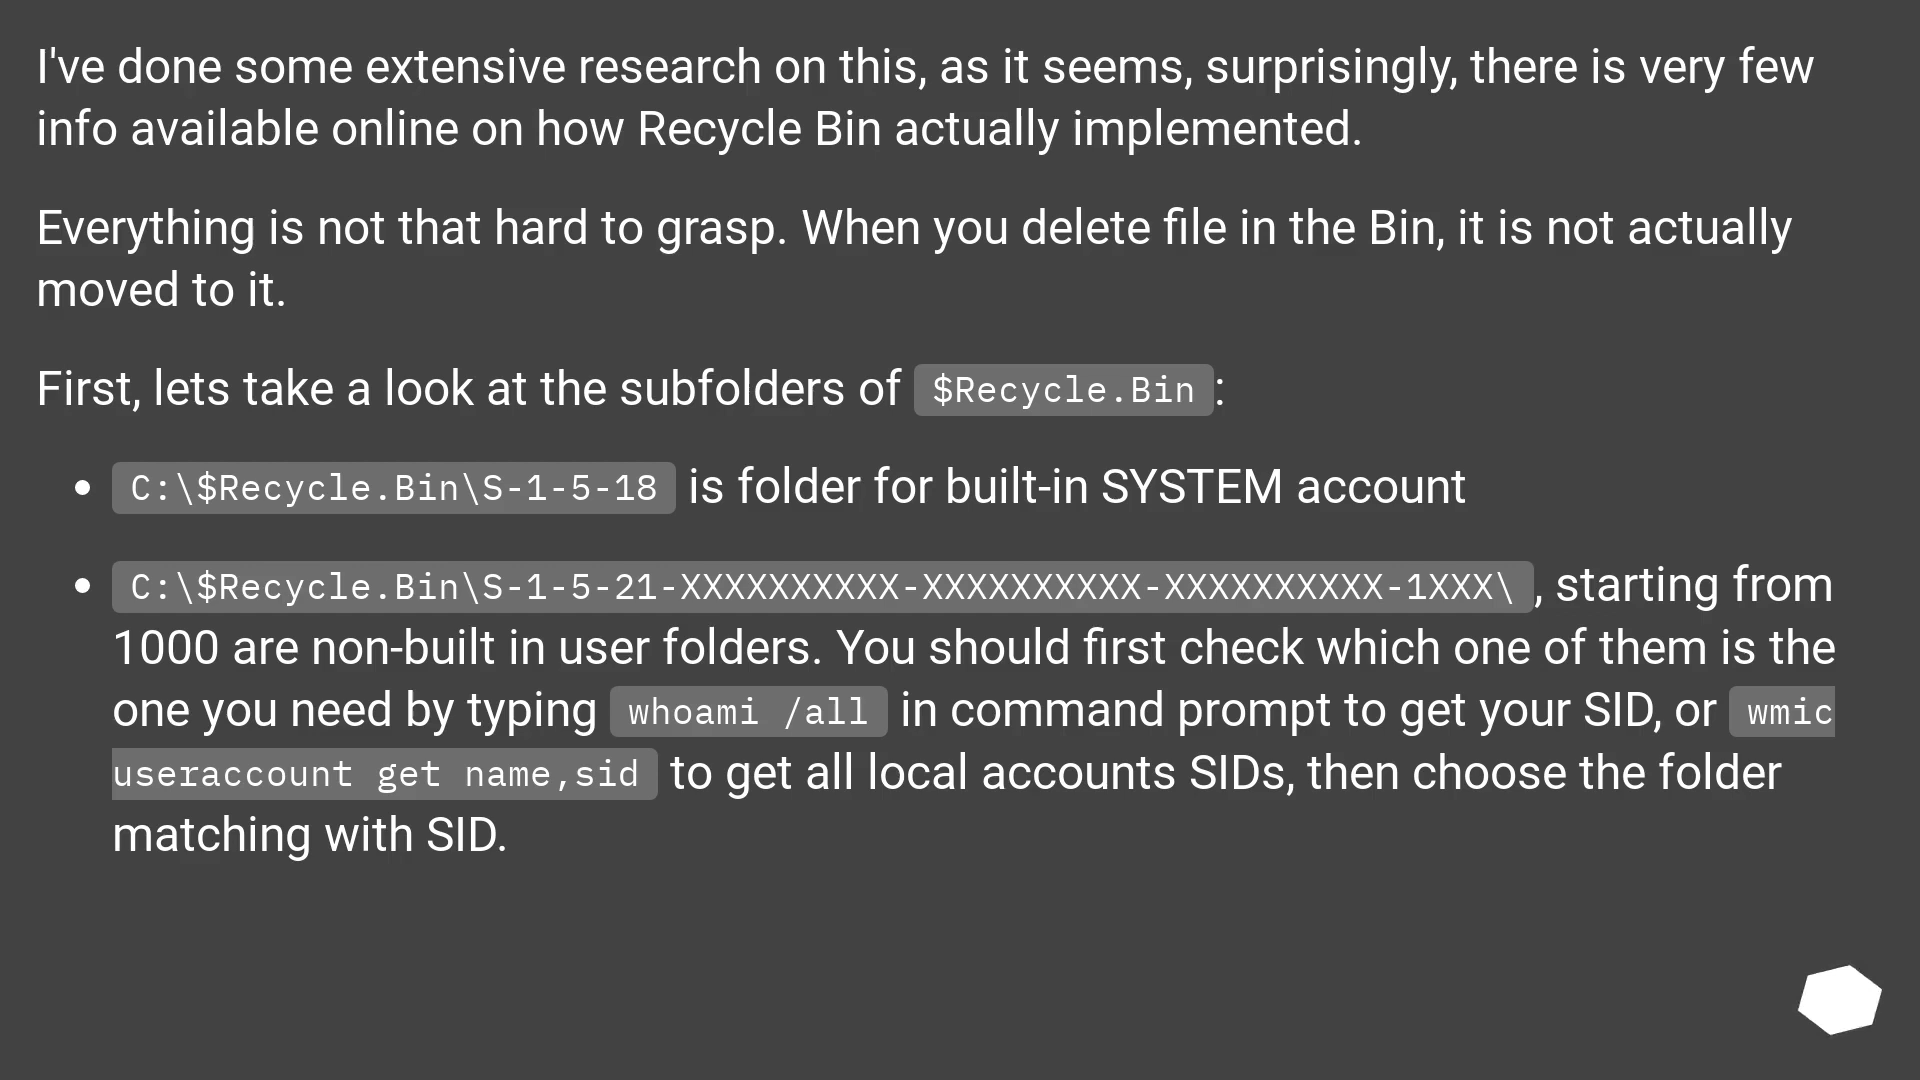 I've done some extensive research on this, as it seems, surprisingly, there is very few
info available online on how Recycle Bin actually implemented.
Everything is not that hard to grasp. When you delete file in the Bin, it is not actually
moved to it.
First, lets take a look at the subfolders of $Recycle.Bin:
• C:\$Recycle.Bin\S-1-5-18 is folder for built-in SYSTEM account
• C:\$Recycle.Bin\S-1-5-21-XXXXXXXXXX-XXXXXXXXXX-XXXXXXXXXX-1XXX\, starting from
1000 are non-built in user folders. You should first check which one of them is the
one you need by typing whoami /all in command prompt to get your SID, or wmic
useraccount get name,sid to get all local accounts SIDs, then choose the folder
matching with SID.